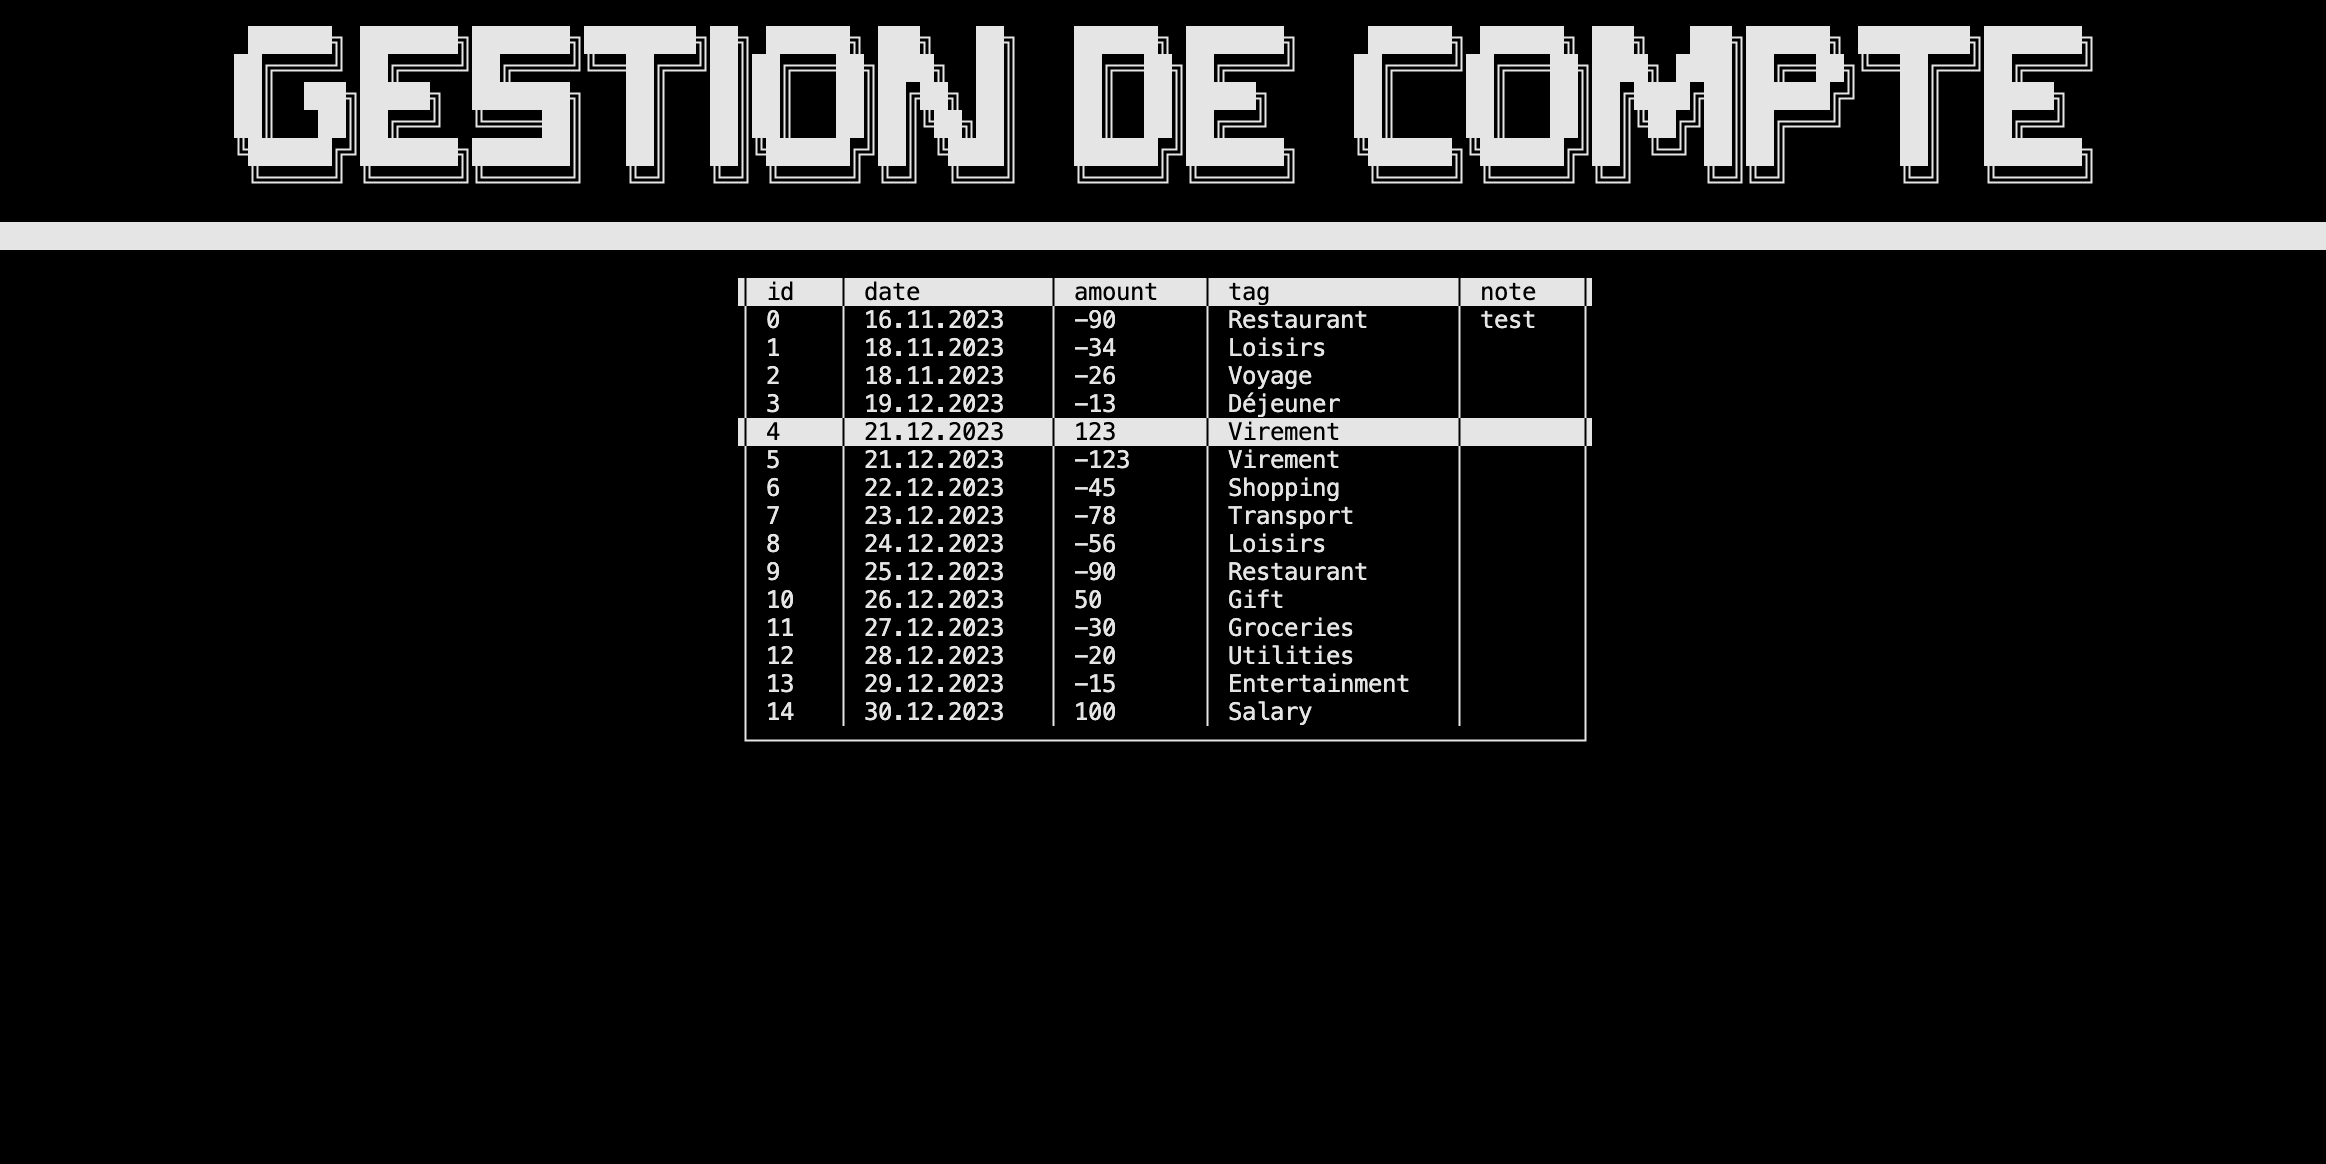 GESTION DE COMPTE
id date amount tag note
0 16.11.2023 -90 Restaurant test
1 18.11.2023 -34 Loisirs
2 18.11.2023 -26 Voyage
3 19.12.2023 -13 Déjeuner
4 21.12.2023 123 Virement
5 21.12.2023 -123 Virement
6 22.12.2023 -45 Shopping
7 23.12.2023 -78 Transport
8 24.12.2023 -56 Loisirs
9 25.12.2023 -90 Restaurant
10 26.12.2023 50 Gift
11 27.12.2023 -30 Groceries
12 28.12.2023 -20 Utilities
13 29.12.2023 -15 Entertainment
14 30.12.2023 100 Salary